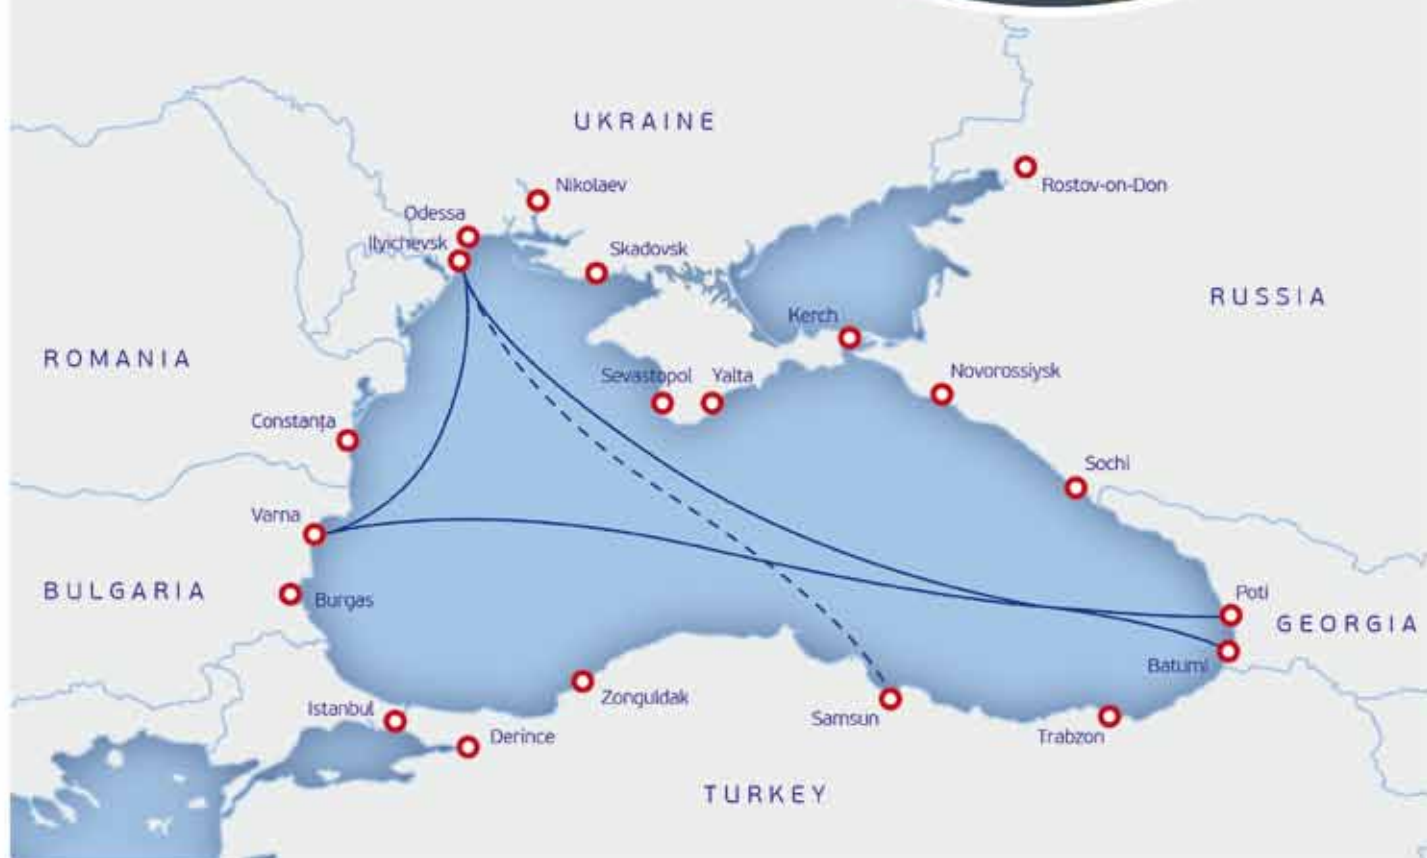 UKRAINE
Rostov-on-Don
Nikolaev
Odessa
Ilyichevsk
Skadovsk
RUSSIA
Kerch
ROMANIA
Sevastopol
Yalta
Novorossiysk
Constanța
Sochi
Varna
BULGARIA
Burgas
Poti
GEORGIA
Batumi
Zonguldak
Istanbul
Samsun
Derince
Trabzon
TURKEY